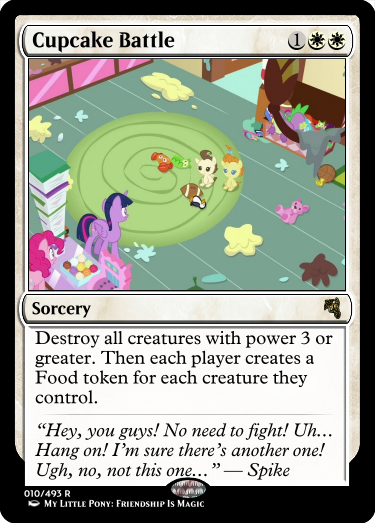 Cupcake Battle 1
Sorcery
Destroy all creatures with power 3 or
greater. Then each player creates a
Food token for each creature they
control.
“Hey, you guys! No need to fight! Uh…
Hang on! I’m sure there’s another one!
Ugh, no, not this one…” — Spike
010/493 R
My Little Pony: Friendship Is Magic